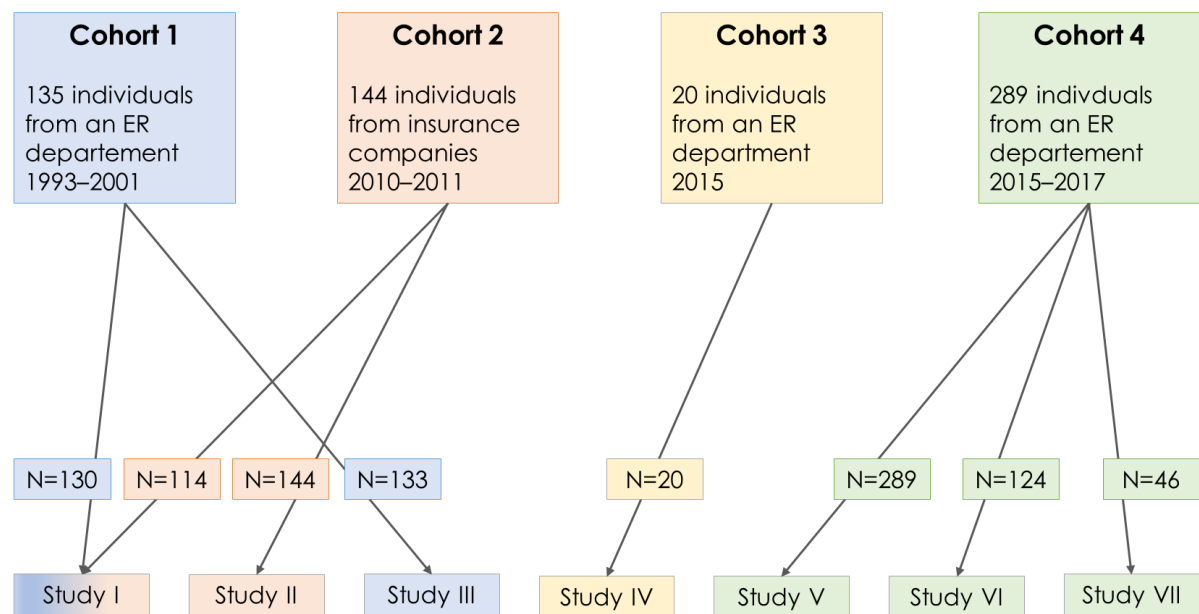 Cohort 1
135 individuals
from an ER
departement
1993–2001
Cohort 2
144 individuals
from insurance
companies
2010–2011
Cohort 3
20 individuals
from an ER
department
2015
Cohort 4
289 indivduals
from an ER
departement
2015–2017
N=130
N=114
N=144
N=133
N=20
N=289
N=124
N=46
Study I
Study II
Study III
Study IV
Study V
Study VI
Study VII